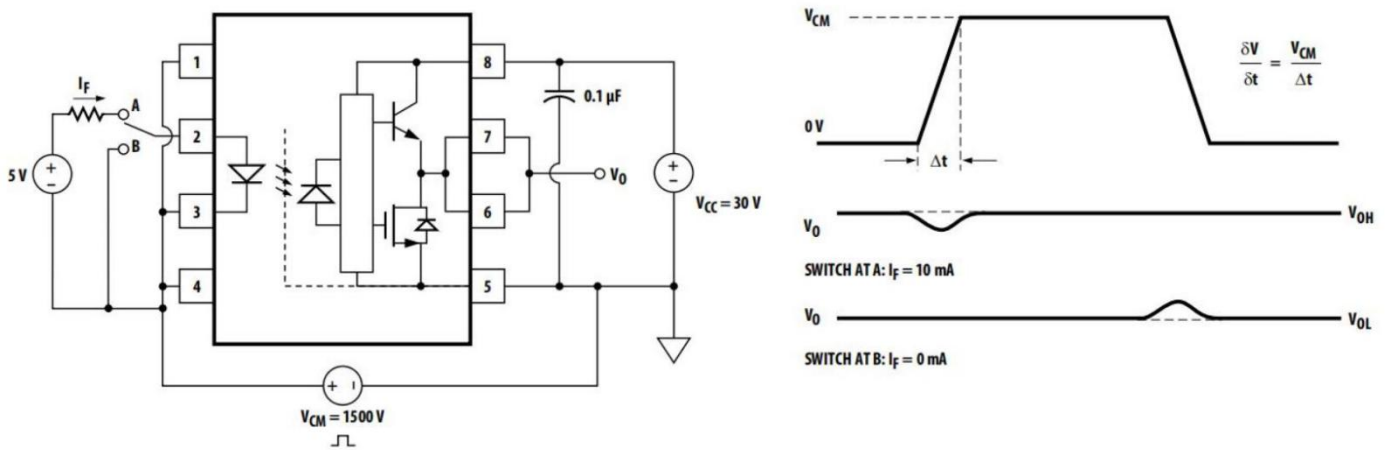 I_F
A
B
5 V
+
−
1
2
3
4
8
7
6
5
0.1 µF
V_O
+
−
V_CC = 30 V
+ −
V_CM = 1500 V
V_CM
0 V
Δt
δV
δt
=
V_CM
Δt
V_O
V_OH
SWITCH AT A: I_F = 10 mA
V_O
V_OL
SWITCH AT B: I_F = 0 mA